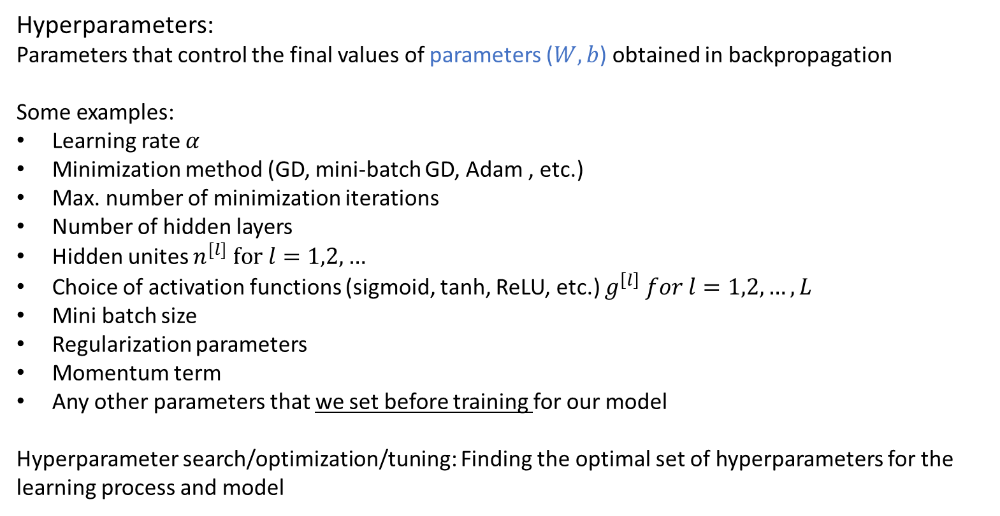 Hyperparameters:
Parameters that control the final values of parameters (𝑊, 𝑏) obtained in backpropagation
Some examples:
• Learning rate 𝛼
• Minimization method (GD, mini-batch GD, Adam , etc.)
• Max. number of minimization iterations
• Number of hidden layers
• Hidden unites 𝑛^[𝑙] for 𝑙 = 1,2, …
• Choice of activation functions (sigmoid, tanh, ReLU, etc.) 𝑔^[𝑙] 𝑓𝑜𝑟 𝑙 = 1,2, … , 𝐿
• Mini batch size
• Regularization parameters
• Momentum term
• Any other parameters that we set before training for our model
Hyperparameter search/optimization/tuning: Finding the optimal set of hyperparameters for the
learning process and model